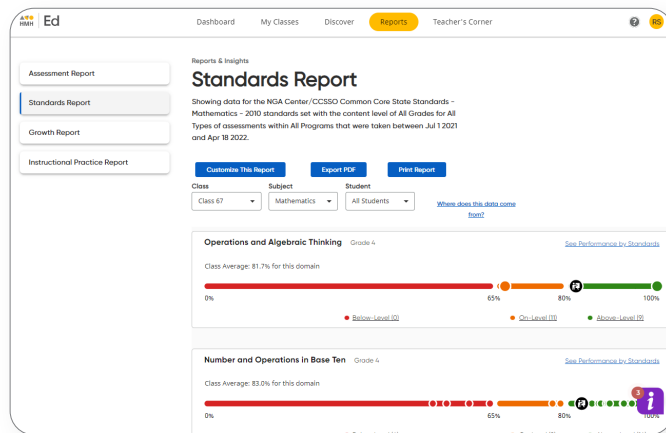 HMH Ed
Dashboard My Classes Discover Reports Teacher's Corner ? RS
Assessment Report
Standards Report
Growth Report
Instructional Practice Report
Reports & Insights
Standards Report
Showing data for the NGA Center/CCSSO Common Core State Standards -
Mathematics - 2010 standards set with the content level of All Grades for All
Types of assessments within All Programs that were taken between Jul 1 2021
and Apr 18 2022.
Customize This Report Export PDF Print Report
Class Subject Student
Class 67 Mathematics All Students
Where does this data come
from?
Operations and Algebraic Thinking Grade 4 See Performance by Standards
Class Average: 81.7% for this domain
0% 65% 80% 100%
Below-Level (0) On-Level (11) Above-Level (9)
Number and Operations in Base Ten Grade 4 See Performance by Standards
Class Average: 83.0% for this domain
3
i
0% 65% 80% 100%